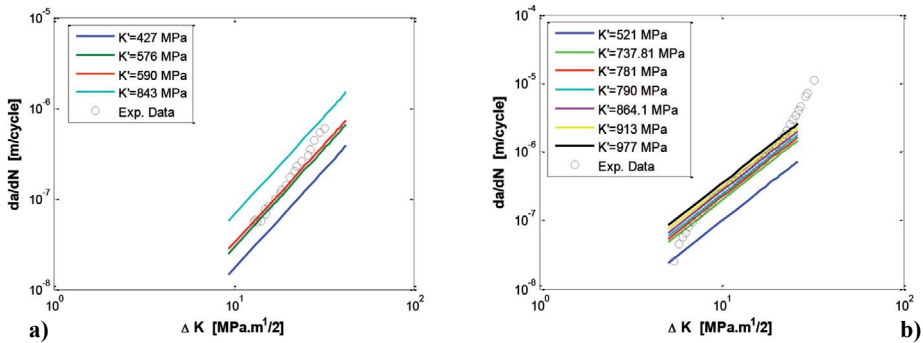 10^-5
10^-6
10^-7
10^-8
10^0
10^1
10^2
da/dN [m/cycle]
Δ K [MPa.m^1/2]
K'=427 MPa
K'=576 MPa
K'=590 MPa
K'=843 MPa
Exp. Data
a)
10^-4
10^-5
10^-6
10^-7
10^-8
10^0
10^1
10^2
da/dN [m/cycle]
Δ K [MPa.m^1/2]
K'=521 MPa
K'=737.81 MPa
K'=781 MPa
K'=790 MPa
K'=864.1 MPa
K'=913 MPa
K'=977 MPa
Exp. Data
b)